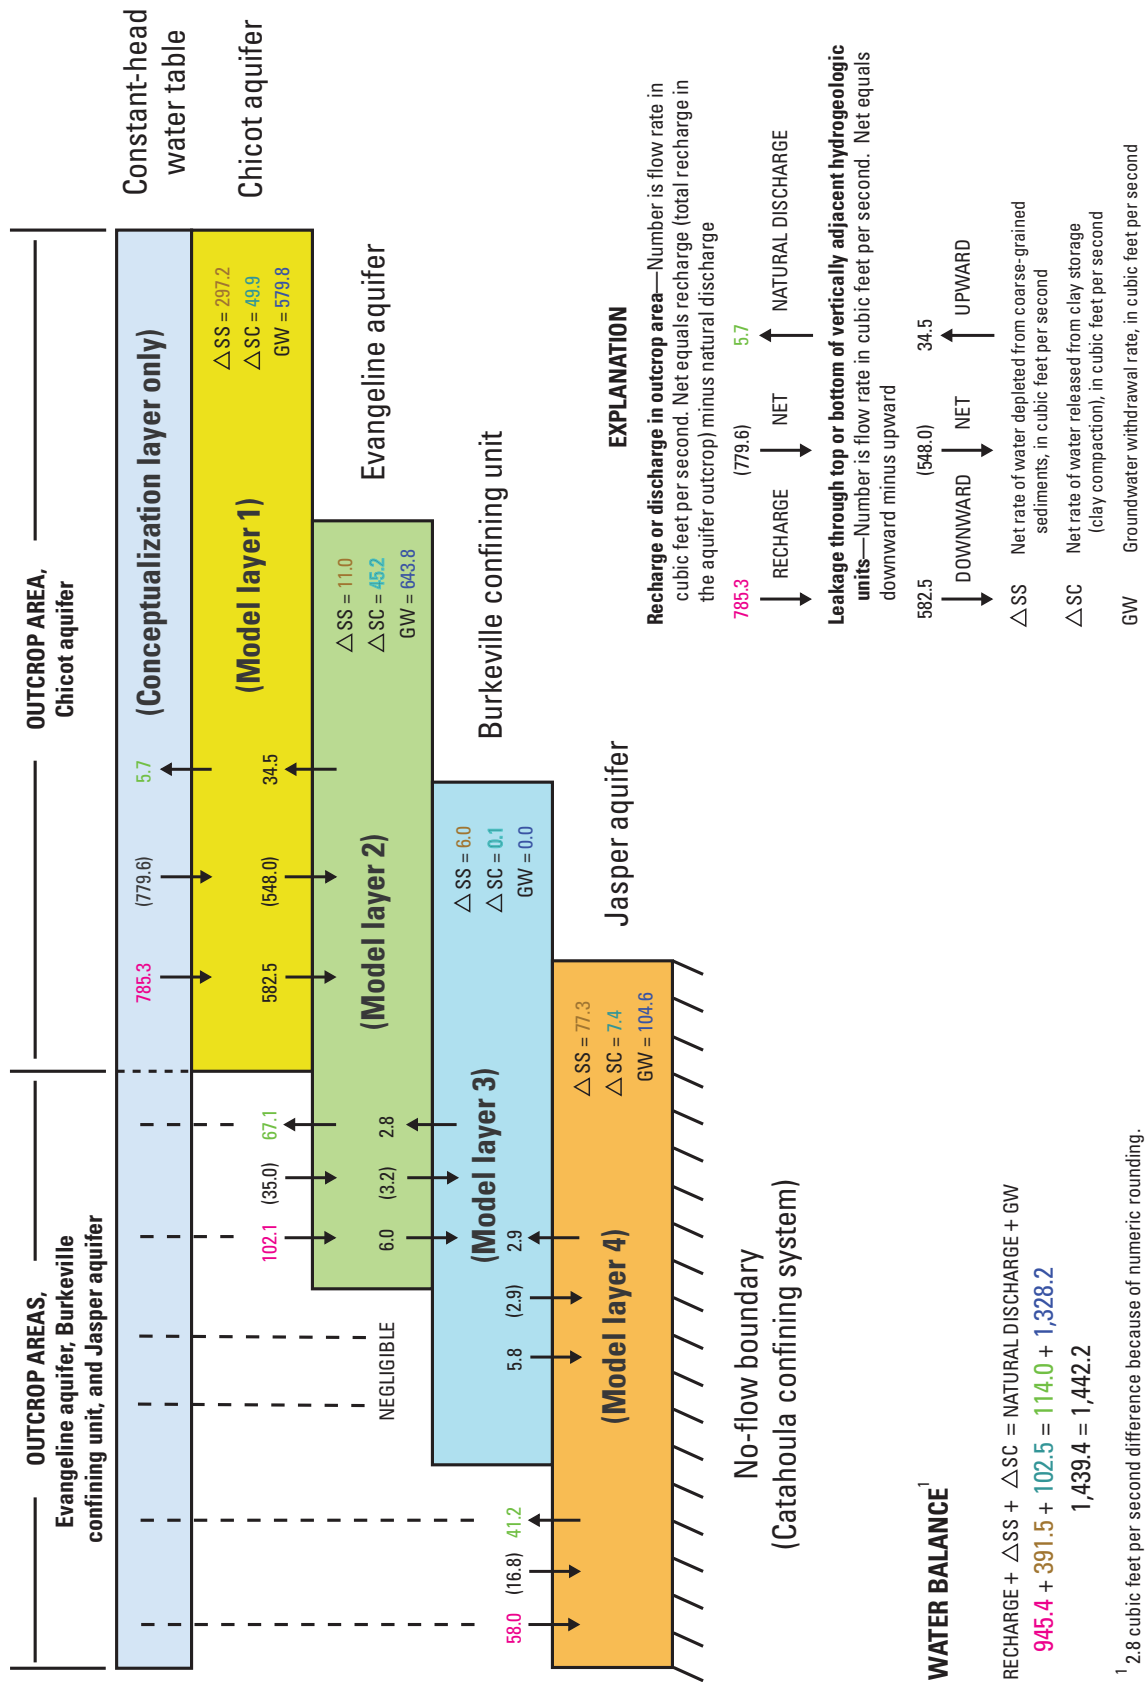 OUTCROP AREAS,
Evangeline aquifer, Burkeville
confining unit, and Jasper aquifer
OUTCROP AREA,
Chicot aquifer
Constant-head
water table
(Conceptualization layer only)
785.3
(779.6)
5.7
Chicot aquifer
(Model layer 1)
△SS = 297.2
△SC = 49.9
GW = 579.8
102.1
(35.0)
67.1
582.5
(548.0)
34.5
Evangeline aquifer
(Model layer 2)
△SS = 11.0
△SC = 45.2
GW = 643.8
NEGLIGIBLE
6.0
(3.2)
2.8
Burkeville confining unit
(Model layer 3)
△SS = 6.0
△SC = 0.1
GW = 0.0
58.0
(16.8)
41.2
5.8
(2.9)
2.9
Jasper aquifer
(Model layer 4)
△SS = 77.3
△SC = 7.4
GW = 104.6
No-flow boundary
(Catahoula confining system)
WATER BALANCE1
RECHARGE + △SS + △SC = NATURAL DISCHARGE + GW
945.4 + 391.5 + 102.5 = 114.0 + 1,328.2
1,439.4 = 1,442.2
1 2.8 cubic feet per second difference because of numeric rounding.
EXPLANATION
Recharge or discharge in outcrop area—Number is flow rate in
cubic feet per second. Net equals recharge (total recharge in
the aquifer outcrop) minus natural discharge
785.3
(779.6)
5.7
RECHARGE
NET
NATURAL DISCHARGE
Leakage through top or bottom of vertically adjacent hydrogeologic
units—Number is flow rate in cubic feet per second. Net equals
downward minus upward
582.5
(548.0)
34.5
DOWNWARD
NET
UPWARD
△SS Net rate of water depleted from coarse-grained
sediments, in cubic feet per second
△SC Net rate of water released from clay storage
(clay compaction), in cubic feet per second
GW Groundwater withdrawal rate, in cubic feet per second